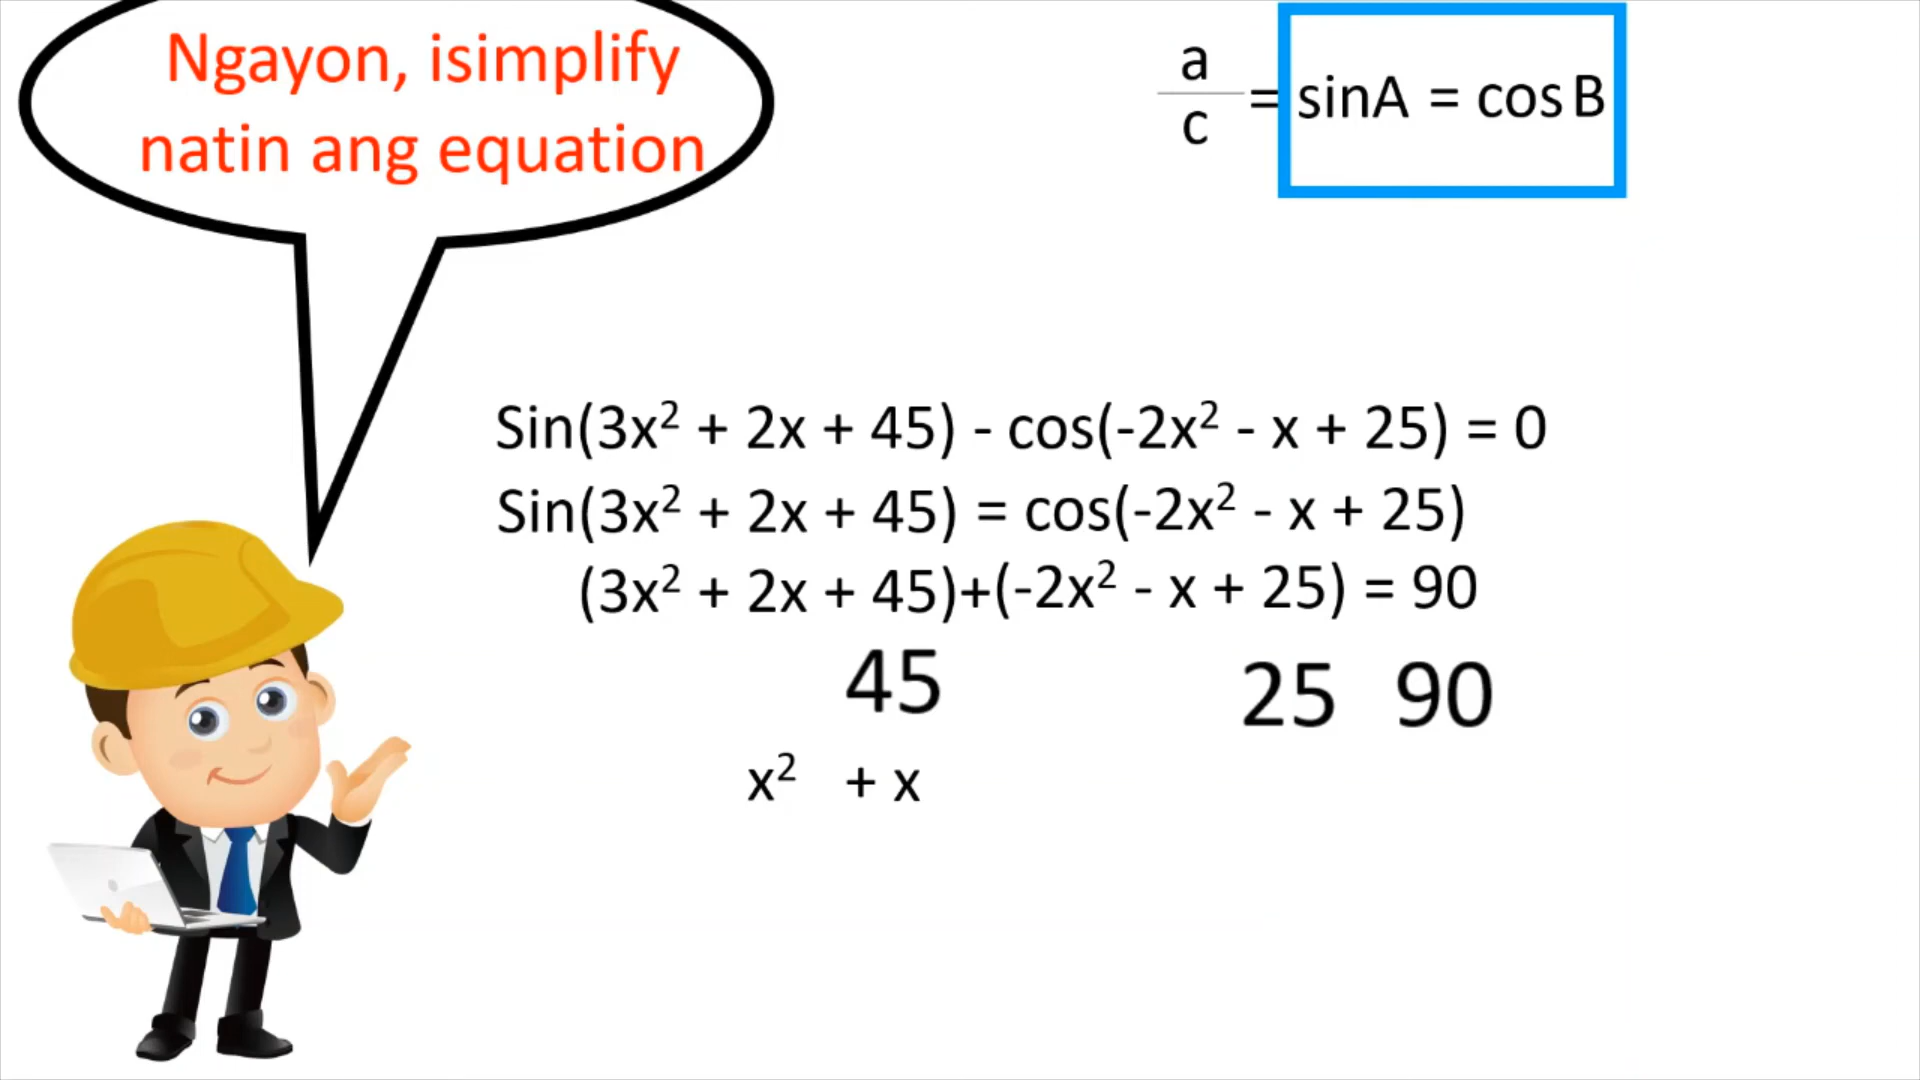 Ngayon, isimplify
natin ang equation
a
c
= sinA = cos B
Sin(3x² + 2x + 45) - cos(-2x² - x + 25) = 0
Sin(3x² + 2x + 45) = cos(-2x² - x + 25)
(3x² + 2x + 45)+(-2x² - x + 25) = 90
45 25 90
x² + x